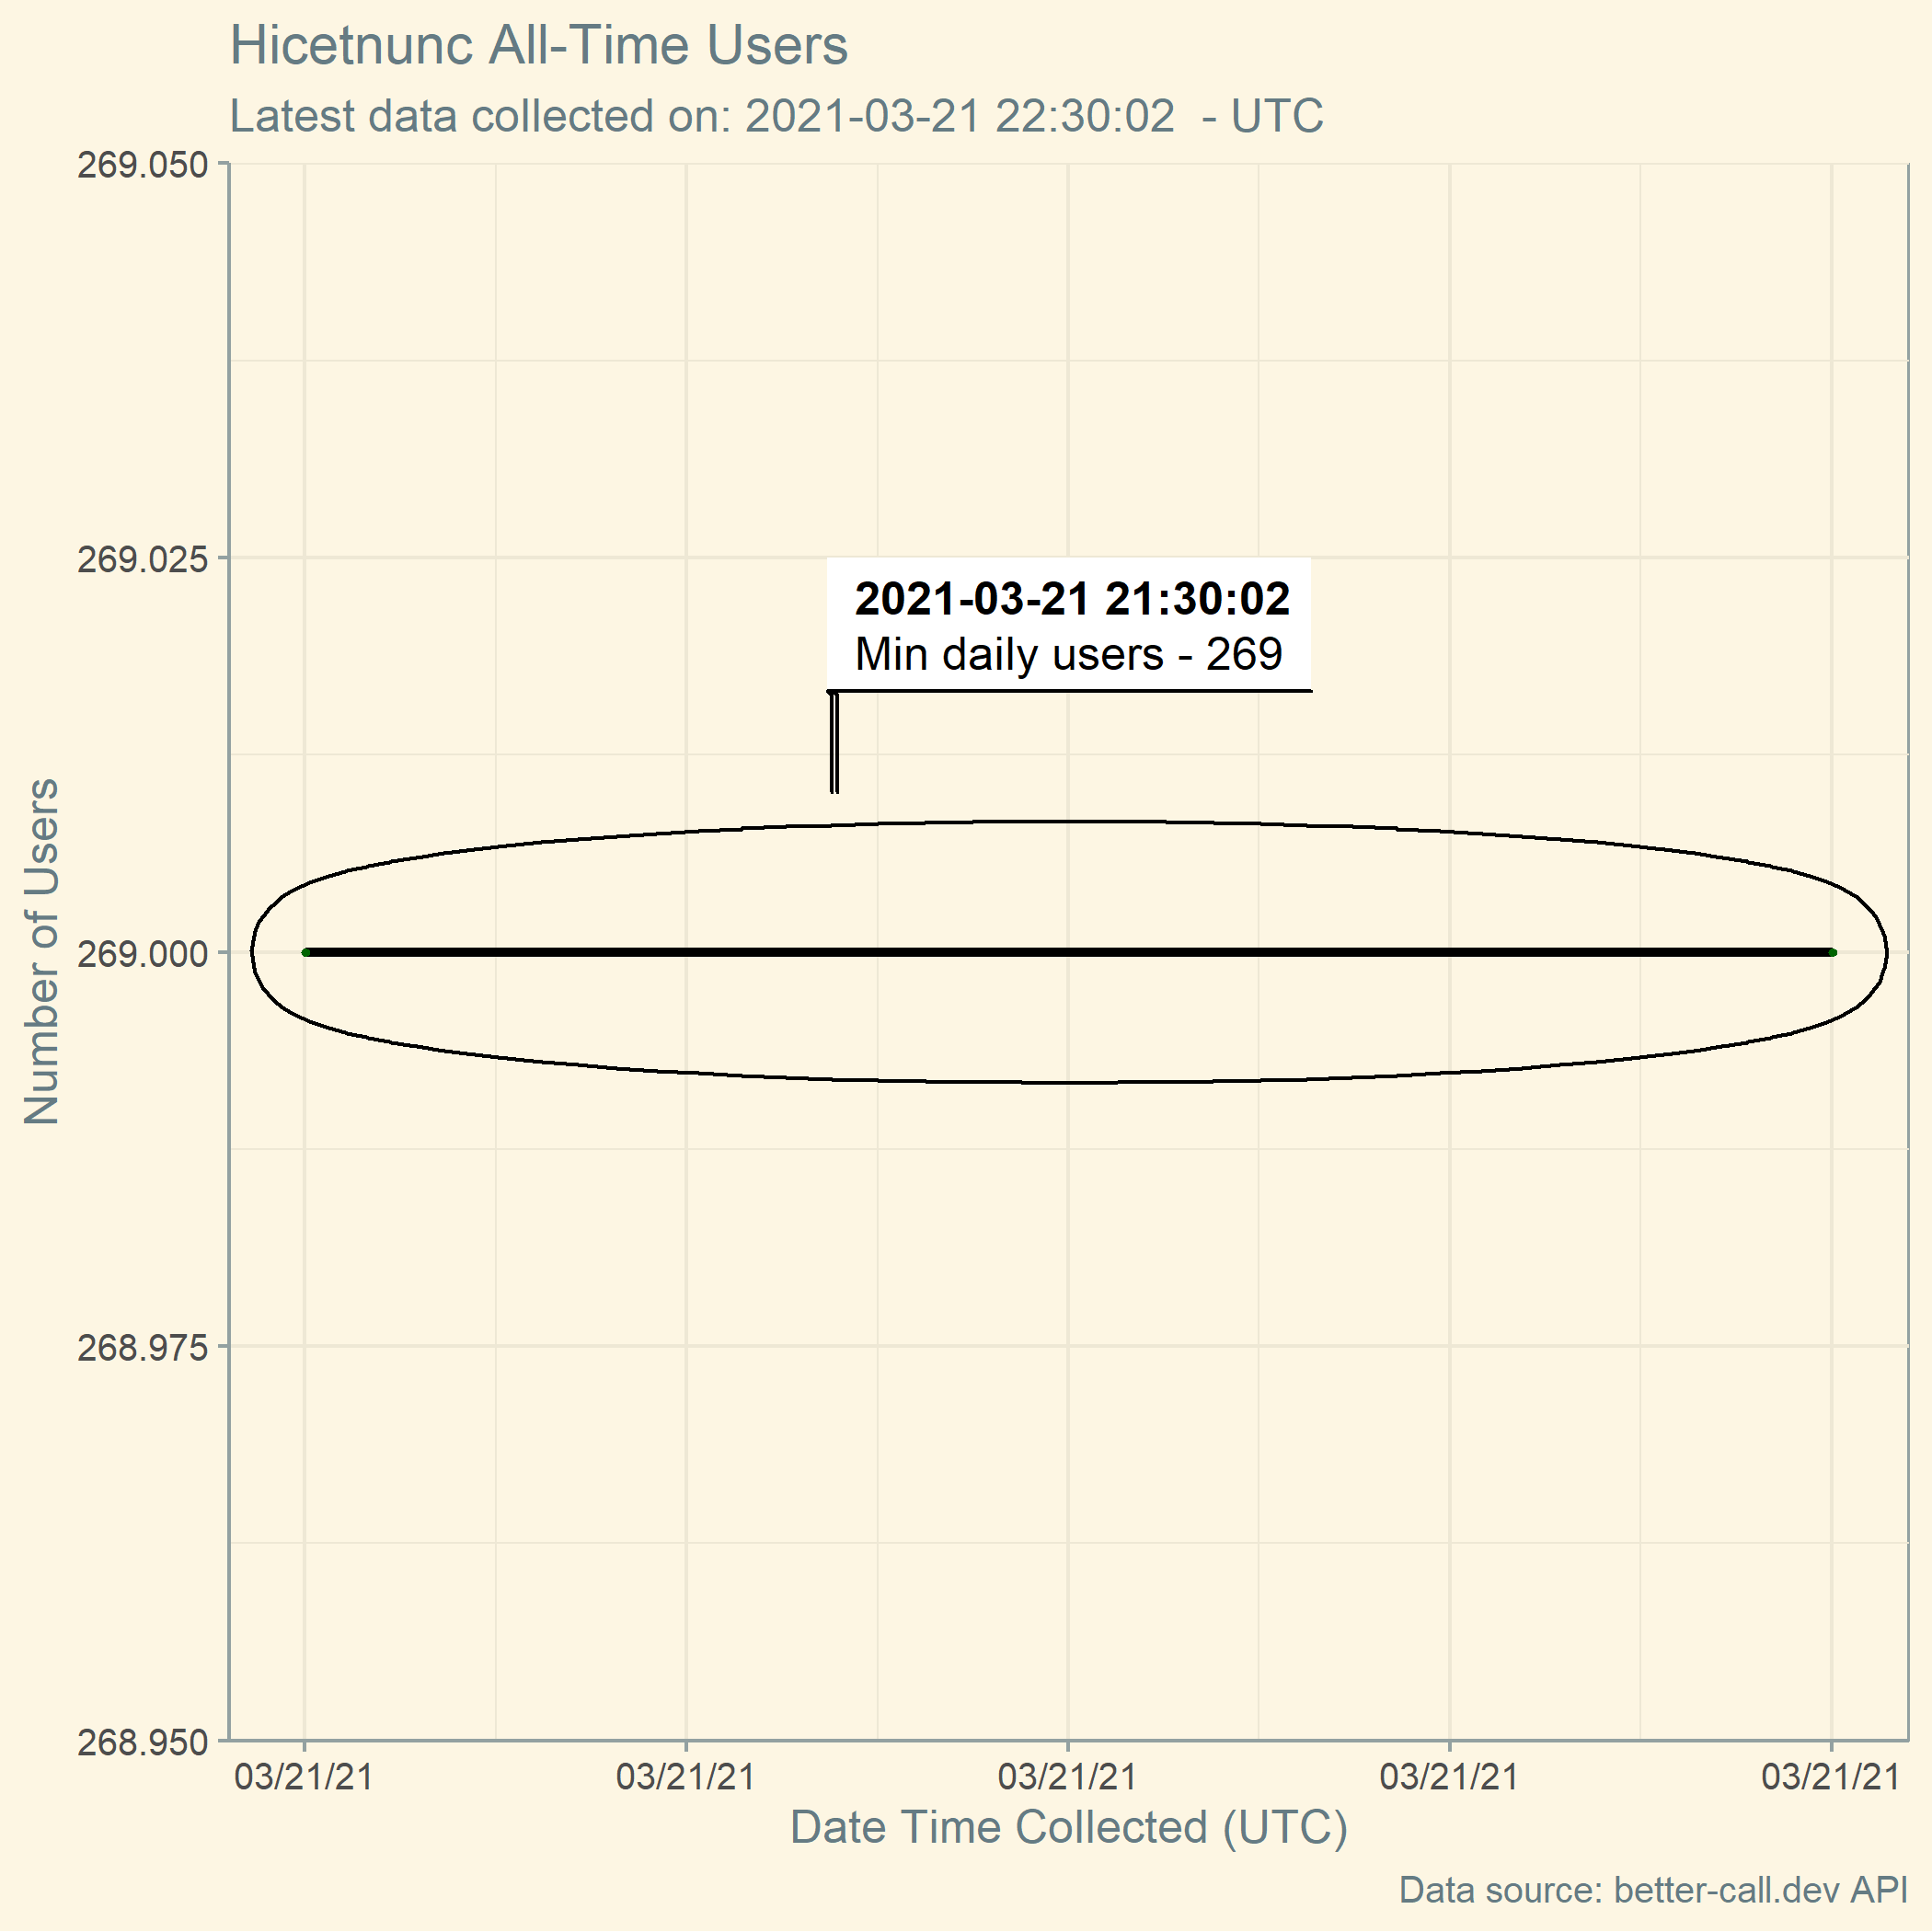 Hicetnunc All-Time Users
Latest data collected on: 2021-03-21 22:30:02  - UTC
269.050
269.025
2021-03-21 21:30:02
Min daily users - 269
Number of Users
269.000
268.975
268.950
03/21/21 03/21/21 03/21/21 03/21/21 03/21/21
Date Time Collected (UTC)
Data source: better-call.dev API